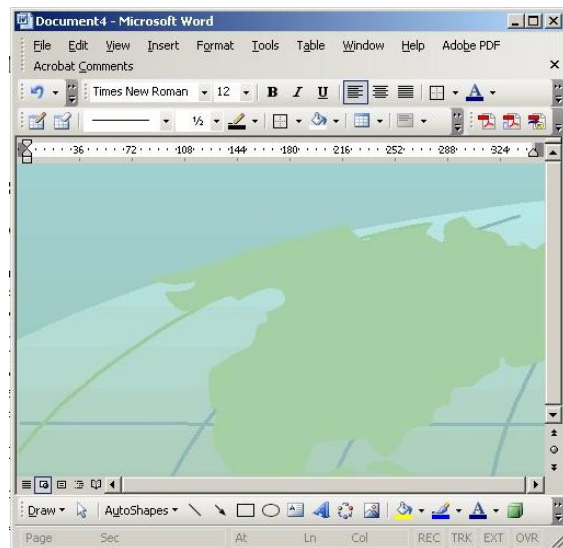 Document4 - Microsoft Word
File Edit View Insert Format Tools Table Window Help Adobe PDF
Acrobat Comments
Times New Roman 12 B I U A
½
36 72 108 144 180 216 252 288 324
Draw AutoShapes A A
Page Sec At Ln Col REC TRK EXT OVR